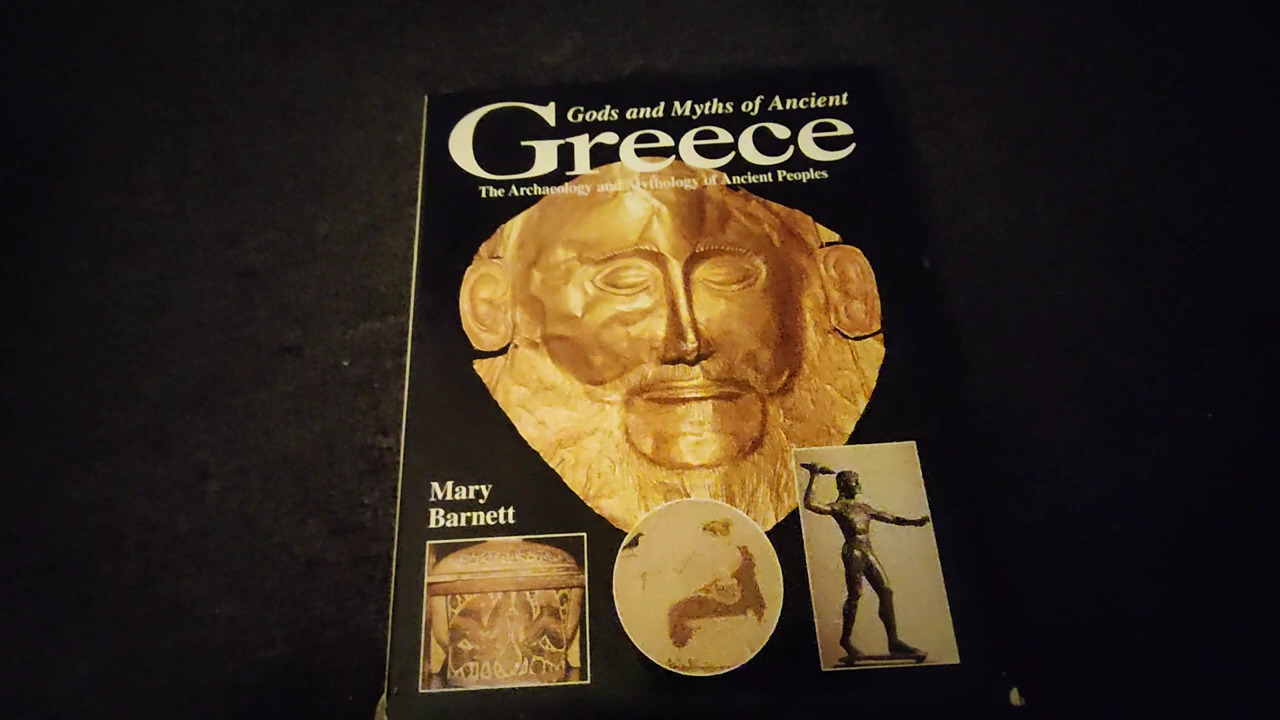 Gods and Myths of Ancient
Greece
The Archaeology and Mythology of Ancient Peoples
Mary
Barnett